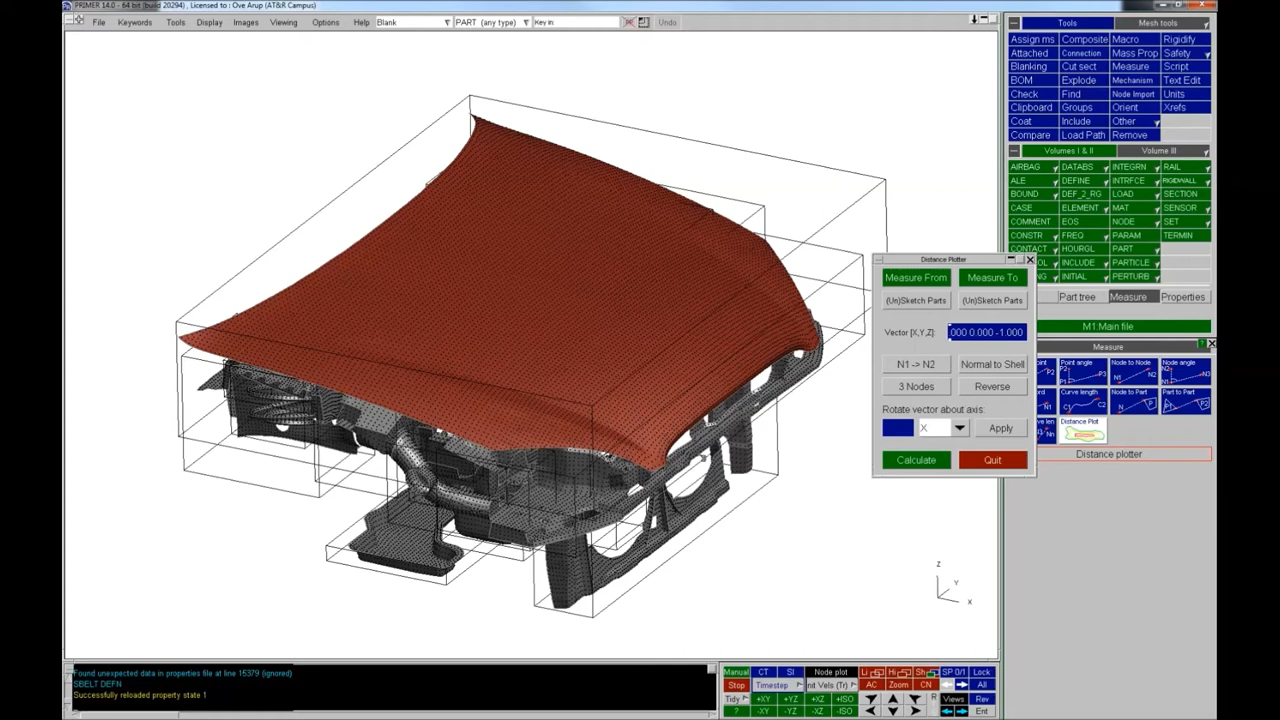 PRIMER 14.0 - 64 bit (build 20294), Licensed to : Ove Arup (AT&R Campus)
File Keywords Tools Display Images Viewing Options Help Blank PART (any type) Key in: Undo
Tools Mesh tools
Assign ms Composite Macro Rigidify
Attached Connection Mass Prop Safety
Blanking Cut sect Measure Script
BOM Explode Mechanism Text Edit
Check Find Node Import Units
Clipboard Groups Orient Xrefs
Coat Include Other
Compare Load Path Remove
Volumes I & II Volume III
AIRBAG DATABS INTEGRN RAIL
ALE DEFINE INTRFCE RIGIDWALL
BOUND DEF_2_RG LOAD SECTION
CASE ELEMENT MAT SENSOR
COMMENT EOS NODE SET
CONSTR FREQ PARAM TERMIN
CONTACT HOURGL PART
OL INCLUDE PARTICLE
NG INITIAL PERTURB
Part tree Measure Properties
M1:Main file
Measure
?
Point angle Node to Node Node angle
Curve length Node to Part Part to Part
Distance Plot
Distance plotter
Distance Plotter
Measure From Measure To
(Un)Sketch Parts (Un)Sketch Parts
Vector [X,Y,Z]: 000 0.000 -1.000
N1 -> N2 Normal to Shell
3 Nodes Reverse
Rotate vector about axis:
X Apply
Calculate Quit
Z
Y
X
Found unexpected data in properties file at line 15379 (ignored)
SBELT DEFN
Successfully reloaded property state 1
Manual CT SI Node plot Li Hi Sh SP 0/1 Lock
Stop Timestep nit Vels (Tr) AC Zoom CN All
Tidy +XY +YZ +XZ +ISO R Views Rev
? -XY -YZ -XZ -ISO Ent